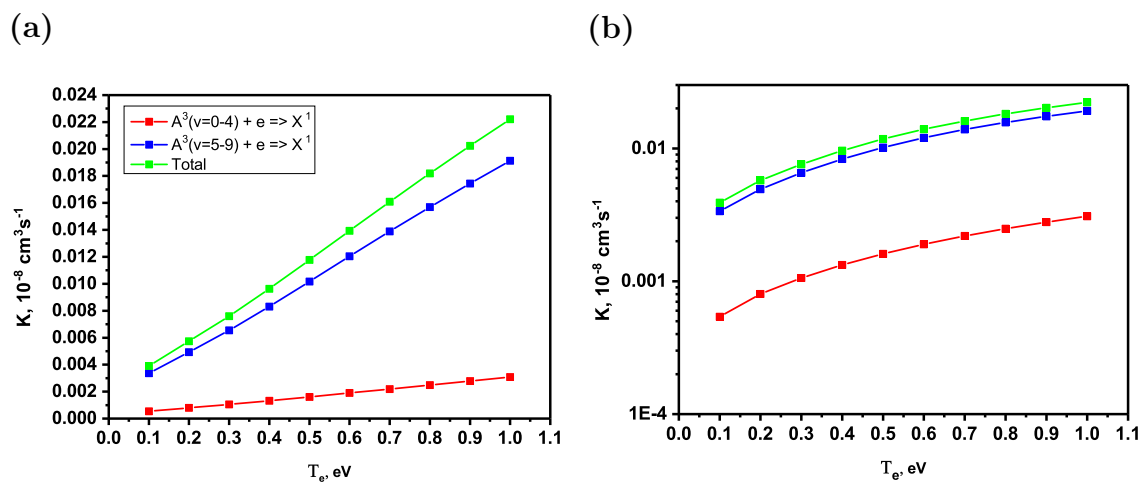 (a)
0.024
0.022
0.020
0.018
0.016
0.014
0.012
0.010
0.008
0.006
0.004
0.002
0.000
K, 10⁻⁸ cm³s⁻¹
A³(v=0-4) + e => X¹
A³(v=5-9) + e => X¹
Total
0.0 0.1 0.2 0.3 0.4 0.5 0.6 0.7 0.8 0.9 1.0 1.1
Tₑ, eV
(b)
0.01
0.001
1E-4
K, 10⁻⁸ cm³s⁻¹
0.0 0.1 0.2 0.3 0.4 0.5 0.6 0.7 0.8 0.9 1.0 1.1
Tₑ, eV